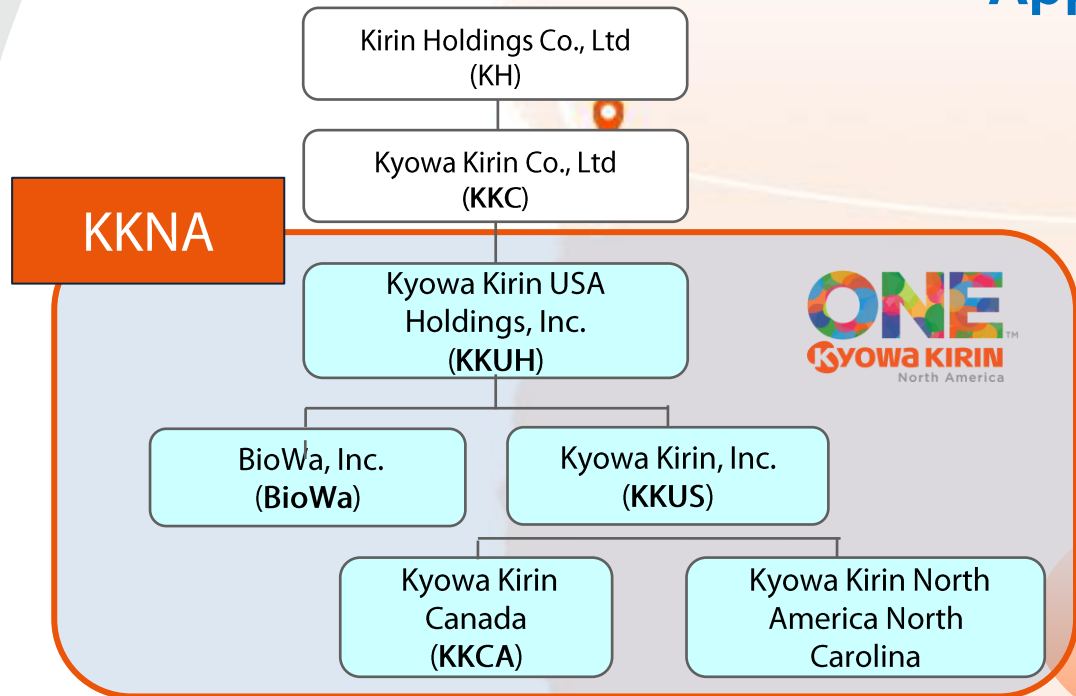 App
Kirin Holdings Co., Ltd
(KH)
Kyowa Kirin Co., Ltd
(KKC)
KKNA
Kyowa Kirin USA
Holdings, Inc.
(KKUH)
ONE™
KYOWa KIRIN
North America
BioWa, Inc.
(BioWa)
Kyowa Kirin, Inc.
(KKUS)
Kyowa Kirin
Canada
(KKCA)
Kyowa Kirin North
America North
Carolina